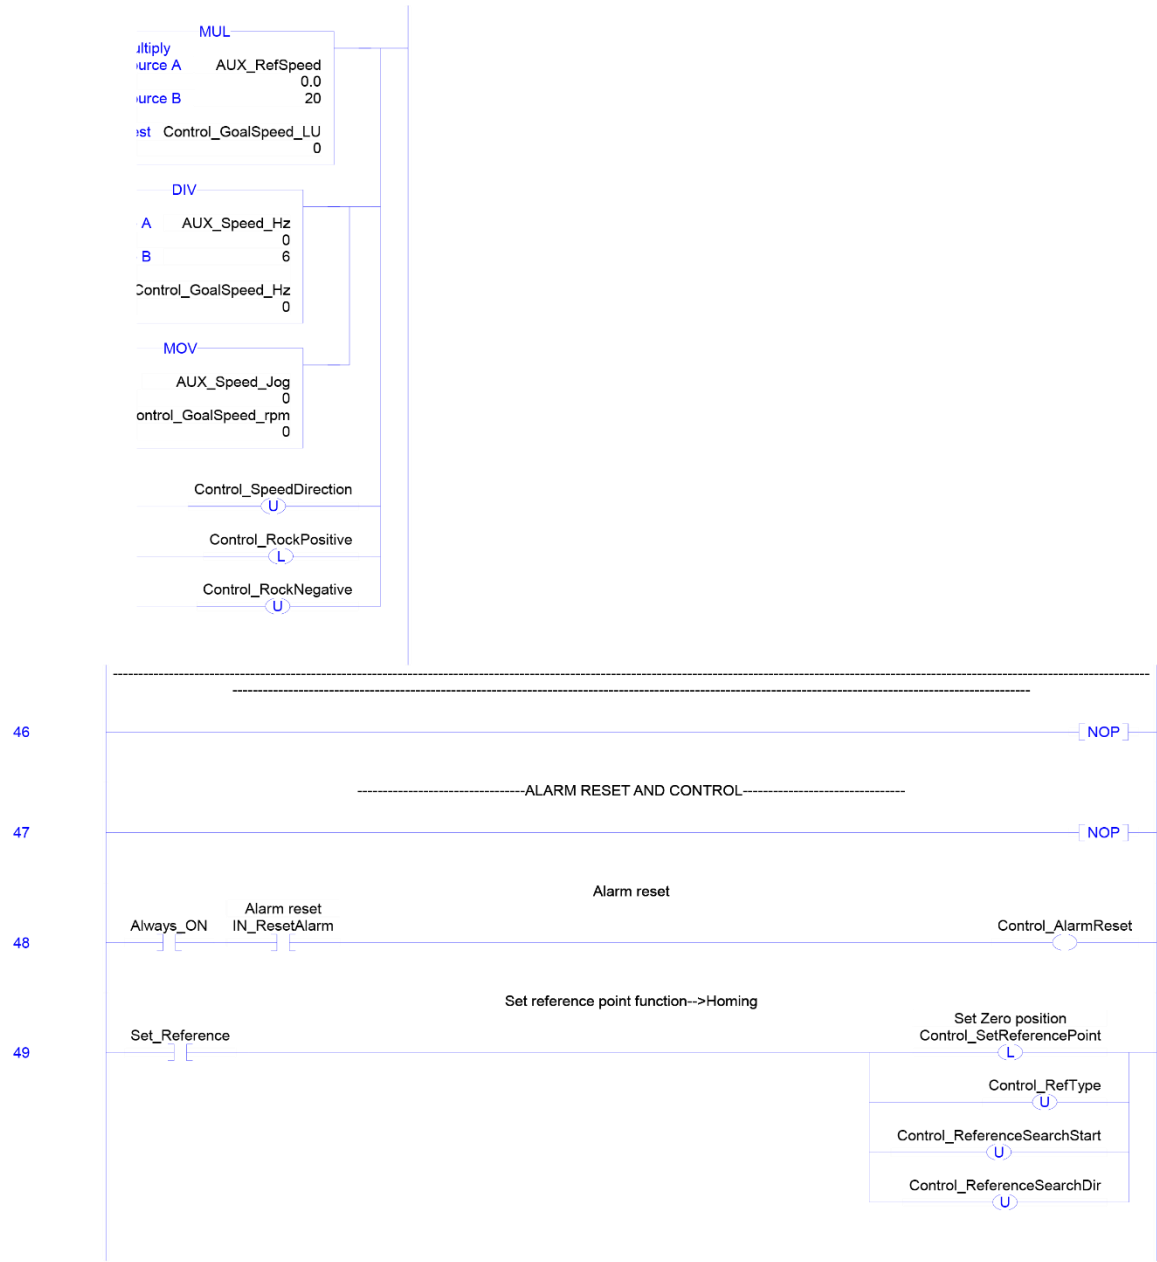 MUL
ultiply
ource A AUX_RefSpeed
0.0
ource B 20
est Control_GoalSpeed_LU
0
DIV
A AUX_Speed_Hz
0
B 6
Control_GoalSpeed_Hz
0
MOV
AUX_Speed_Jog
0
ontrol_GoalSpeed_rpm
0
Control_SpeedDirection
U
Control_RockPositive
L
Control_RockNegative
U
46 NOP
---------------------------------ALARM RESET AND CONTROL--------------------------------
47 NOP
Alarm reset
Alarm reset
Always_ON IN_ResetAlarm Control_AlarmReset
48
Set reference point function-->Homing
Set Zero position
Set_Reference Control_SetReferencePoint
49 L
Control_RefType
U
Control_ReferenceSearchStart
U
Control_ReferenceSearchDir
U